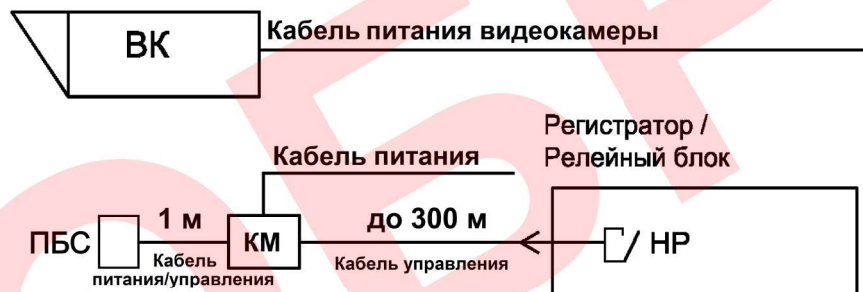 ВК
Кабель питания видеокамеры
Регистратор /
Релейный блок
Кабель питания
ПБС
1 м
КМ
до 300 м
НР
Кабель
питания/управления
Кабель управления